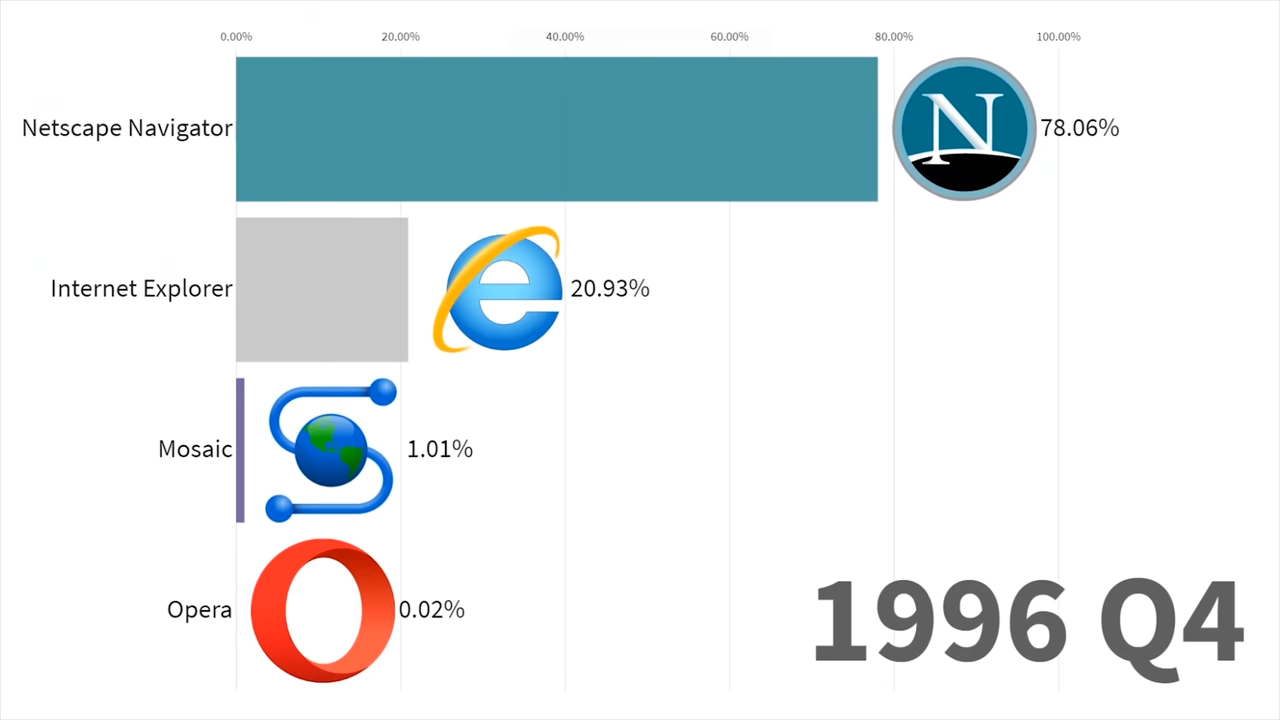 0.00% 20.00% 40.00% 60.00% 80.00% 100.00%
Netscape Navigator N 78.06%
Internet Explorer e 20.93%
Mosaic 1.01%
Opera 0.02%
1996 Q4